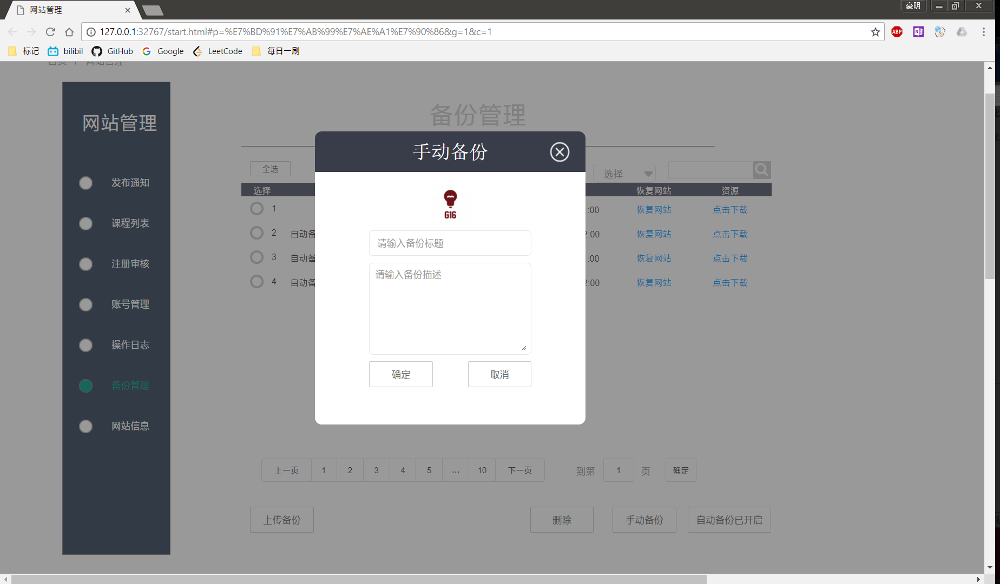 网站管理
豪明
127.0.0.1:32767/start.html#p=%E7%BD%91%E7%AB%99%E7%AE%A1%E7%90%86&g=1&c=1
ABP
N
标记 bilibil GitHub Google LeetCode 每日一刷
首页 / 网站管理
网站管理
发布通知
课程列表
注册审核
账号管理
操作日志
备份管理
网站信息
备份管理
全选 选择
选择 恢复网站 资源
1 :00 恢复网站 点击下载
2 自动备 2:00 恢复网站 点击下载
3 自动备 :00 恢复网站 点击下载
4 自动备 2:00 恢复网站 点击下载
手动备份
G16
请输入备份标题
请输入备份描述
确定 取消
上一页 1 2 3 4 5 ... 10 下一页 到第 1 页 确定
上传备份 删除 手动备份 自动备份已开启